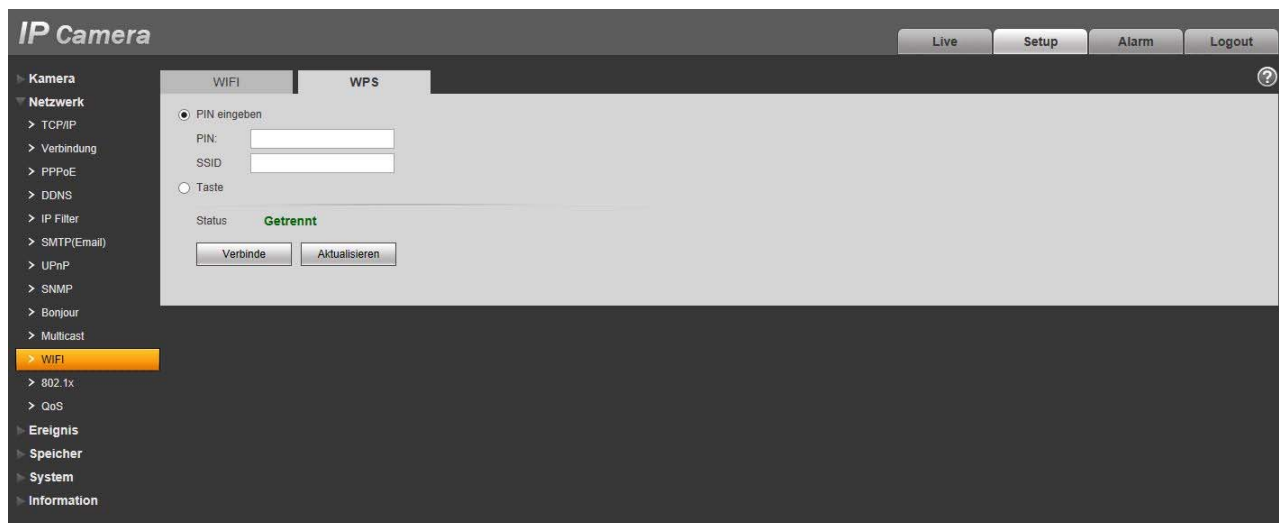 IP Camera
Live
Setup
Alarm
Logout
Kamera
Netzwerk
> TCP/IP
> Verbindung
> PPPoE
> DDNS
> IP Filter
> SMTP(Email)
> UPnP
> SNMP
> Bonjour
> Multicast
> WIFI
> 802.1x
> QoS
Ereignis
Speicher
System
Information
WIFI
WPS
?
PIN eingeben
PIN:
SSID
Taste
Status Getrennt
Verbinde Aktualisieren